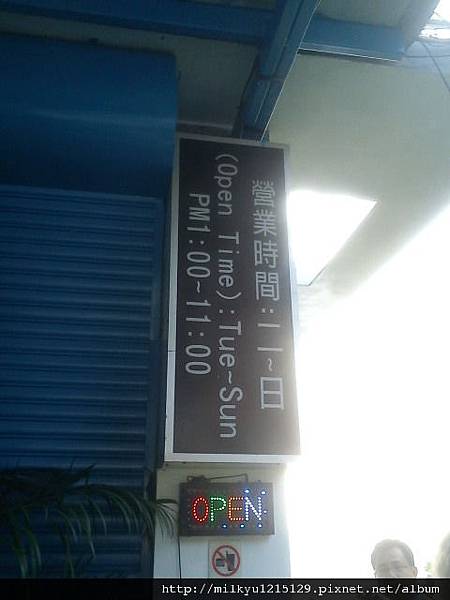 營業時間:二~日
(Open Time):Tue~Sun
PM1:00~11:00
OPEN
http://milkyu1215129.pixnet.net/album